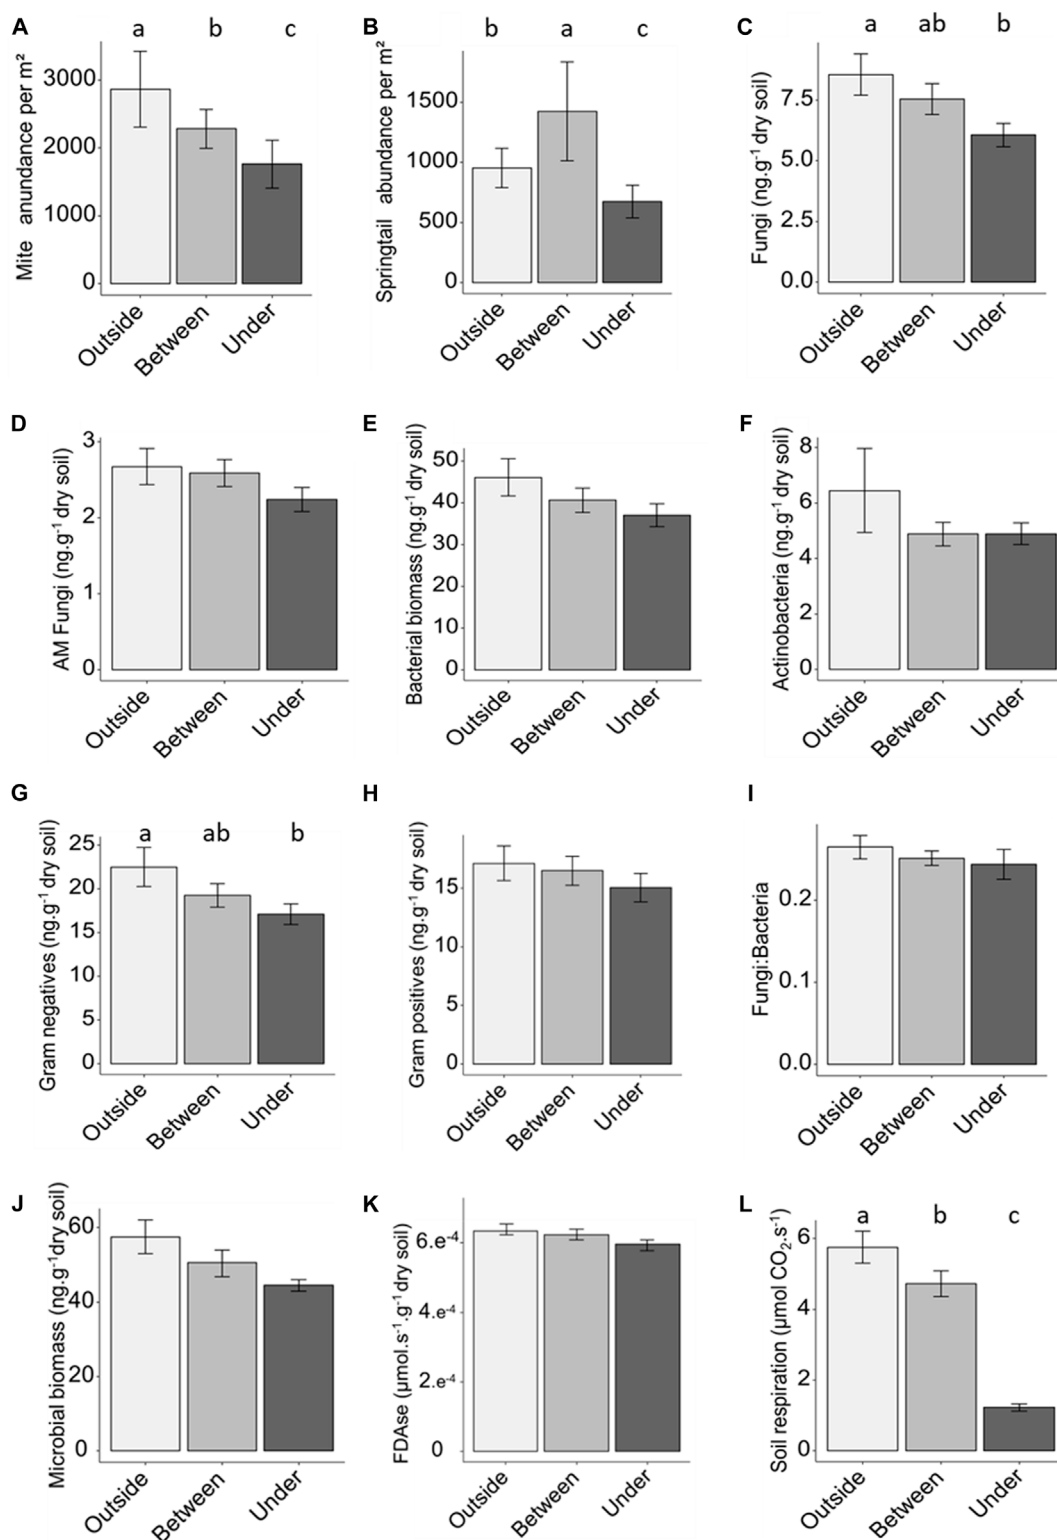 A
a b c
Mite anundance per m²
3000
2000
1000
0
Outside
Between
Under
B
b a c
Springtail abundance per m²
1500
1000
500
0
Outside
Between
Under
C
a ab b
Fungi (ng.g⁻¹ dry soil)
7.5
5.0
2.5
0.0
Outside
Between
Under
D
AM Fungi (ng.g⁻¹ dry soil)
3
2
1
0
Outside
Between
Under
E
Bacterial biomass (ng.g⁻¹ dry soil)
50
40
30
20
10
0
Outside
Between
Under
F
Actinobacteria (ng.g⁻¹ dry soil)
8
6
4
2
0
Outside
Between
Under
G
a ab b
Gram negatives (ng.g⁻¹ dry soil)
25
20
15
10
5
0
Outside
Between
Under
H
Gram positives (ng.g⁻¹ dry soil)
15
10
5
0
Outside
Between
Under
I
Fungi:Bacteria
0.2
0.1
0.0
Outside
Between
Under
J
Microbial biomass (ng.g⁻¹dry soil)
60
40
20
0
Outside
Between
Under
K
FDAse (µmol.s⁻¹.g⁻¹ dry soil)
6.e⁻⁴
4.e⁻⁴
2.e⁻⁴
0
Outside
Between
Under
L
a b c
Soil respiration (µmol CO₂.s⁻¹)
6
4
2
0
Outside
Between
Under